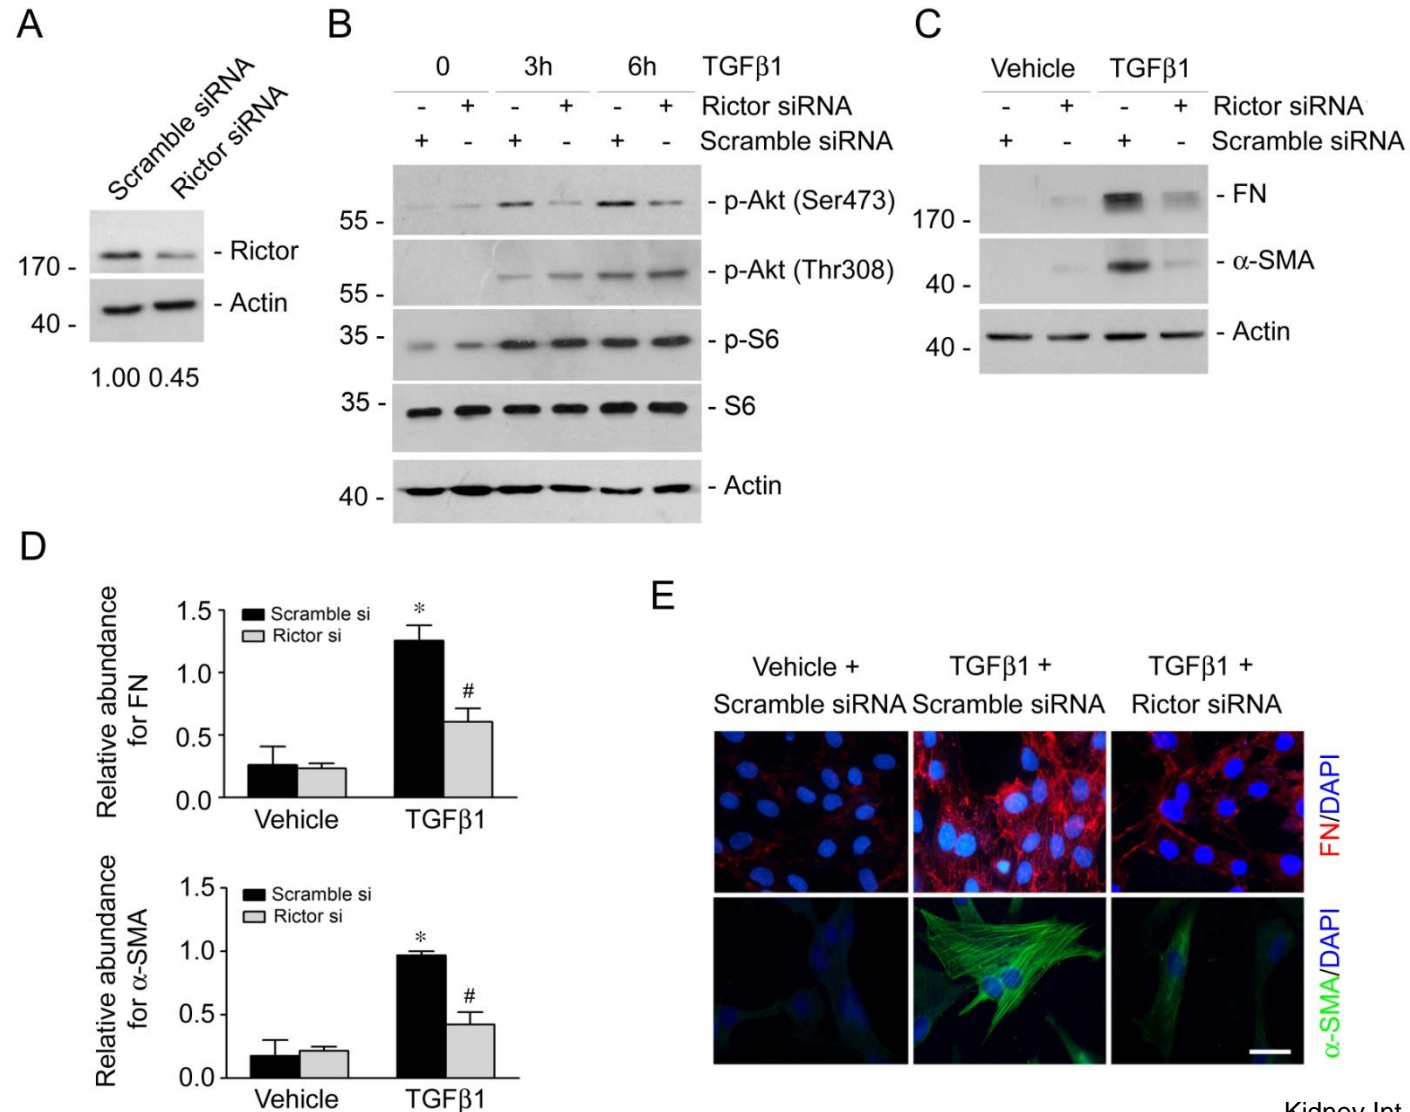 A
Scramble siRNA
Rictor siRNA
170 -
- Rictor
40 -
- Actin
1.00 0.45
B
0 3h 6h TGFβ1
- + - + - + Rictor siRNA
+ - + - + - Scramble siRNA
55 -
- p-Akt (Ser473)
55 -
- p-Akt (Thr308)
35 -
- p-S6
35 -
- S6
40 -
- Actin
C
Vehicle TGFβ1
- + - + Rictor siRNA
+ - + - Scramble siRNA
170 -
- FN
40 -
- α-SMA
40 -
- Actin
D
Relative abundance
for FN
1.5
1.0
0.5
0.0
Scramble si
Rictor si
*
#
Vehicle TGFβ1
Relative abundance
for α-SMA
1.5
1.0
0.5
0.0
Scramble si
Rictor si
*
#
Vehicle TGFβ1
E
Vehicle +
Scramble siRNA
TGFβ1 +
Scramble siRNA
TGFβ1 +
Rictor siRNA
FN/DAPI
α-SMA/DAPI
Kidney Int